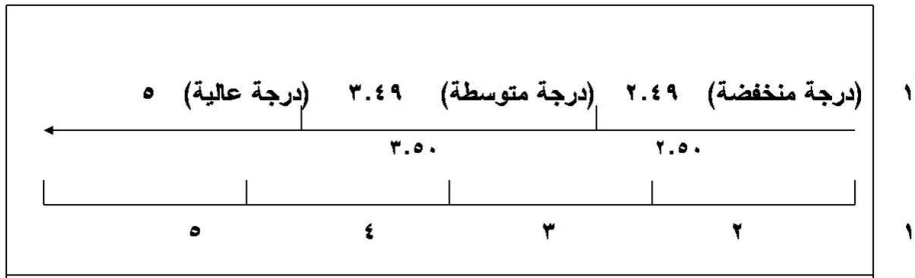 ١ (درجة منخفضة) ٢.٤٩ (درجة متوسطة) ٣.٤٩ (درجة عالية) ٥
٢.٥٠ ٣.٥٠
١ ٢ ٣ ٤ ٥